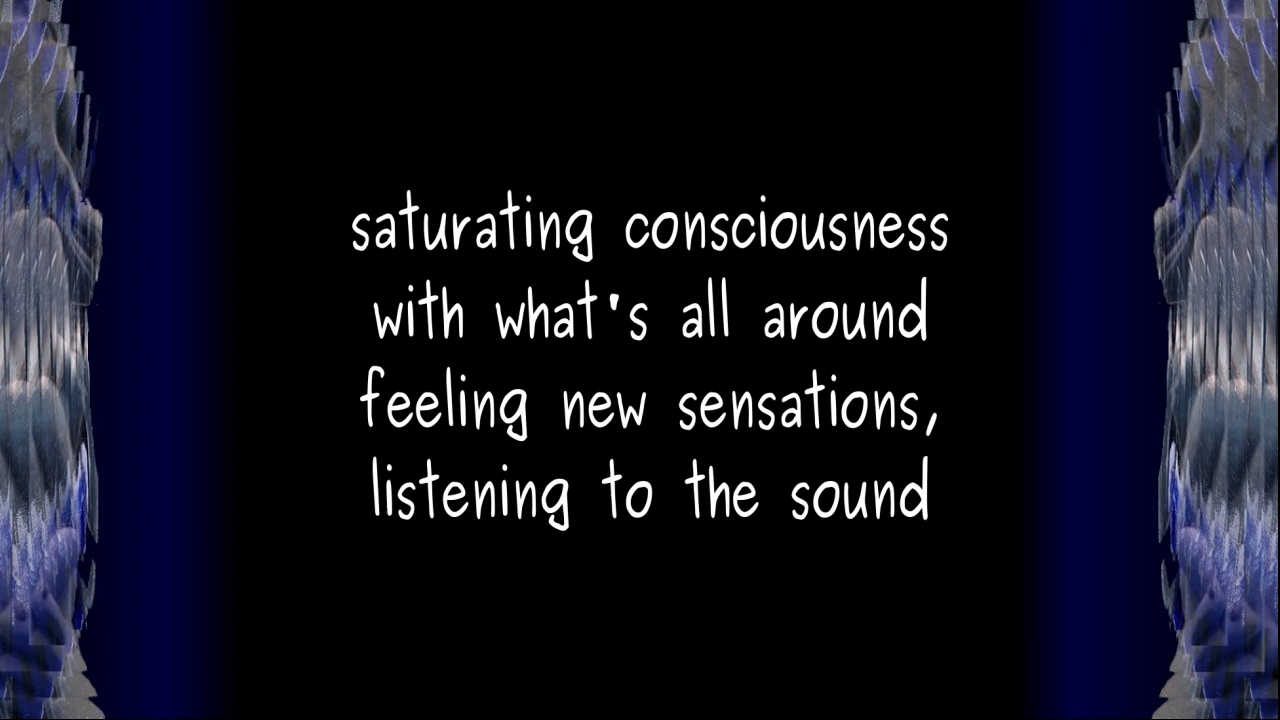 saturating consciousness
with what's all around
feeling new sensations,
listening to the sound